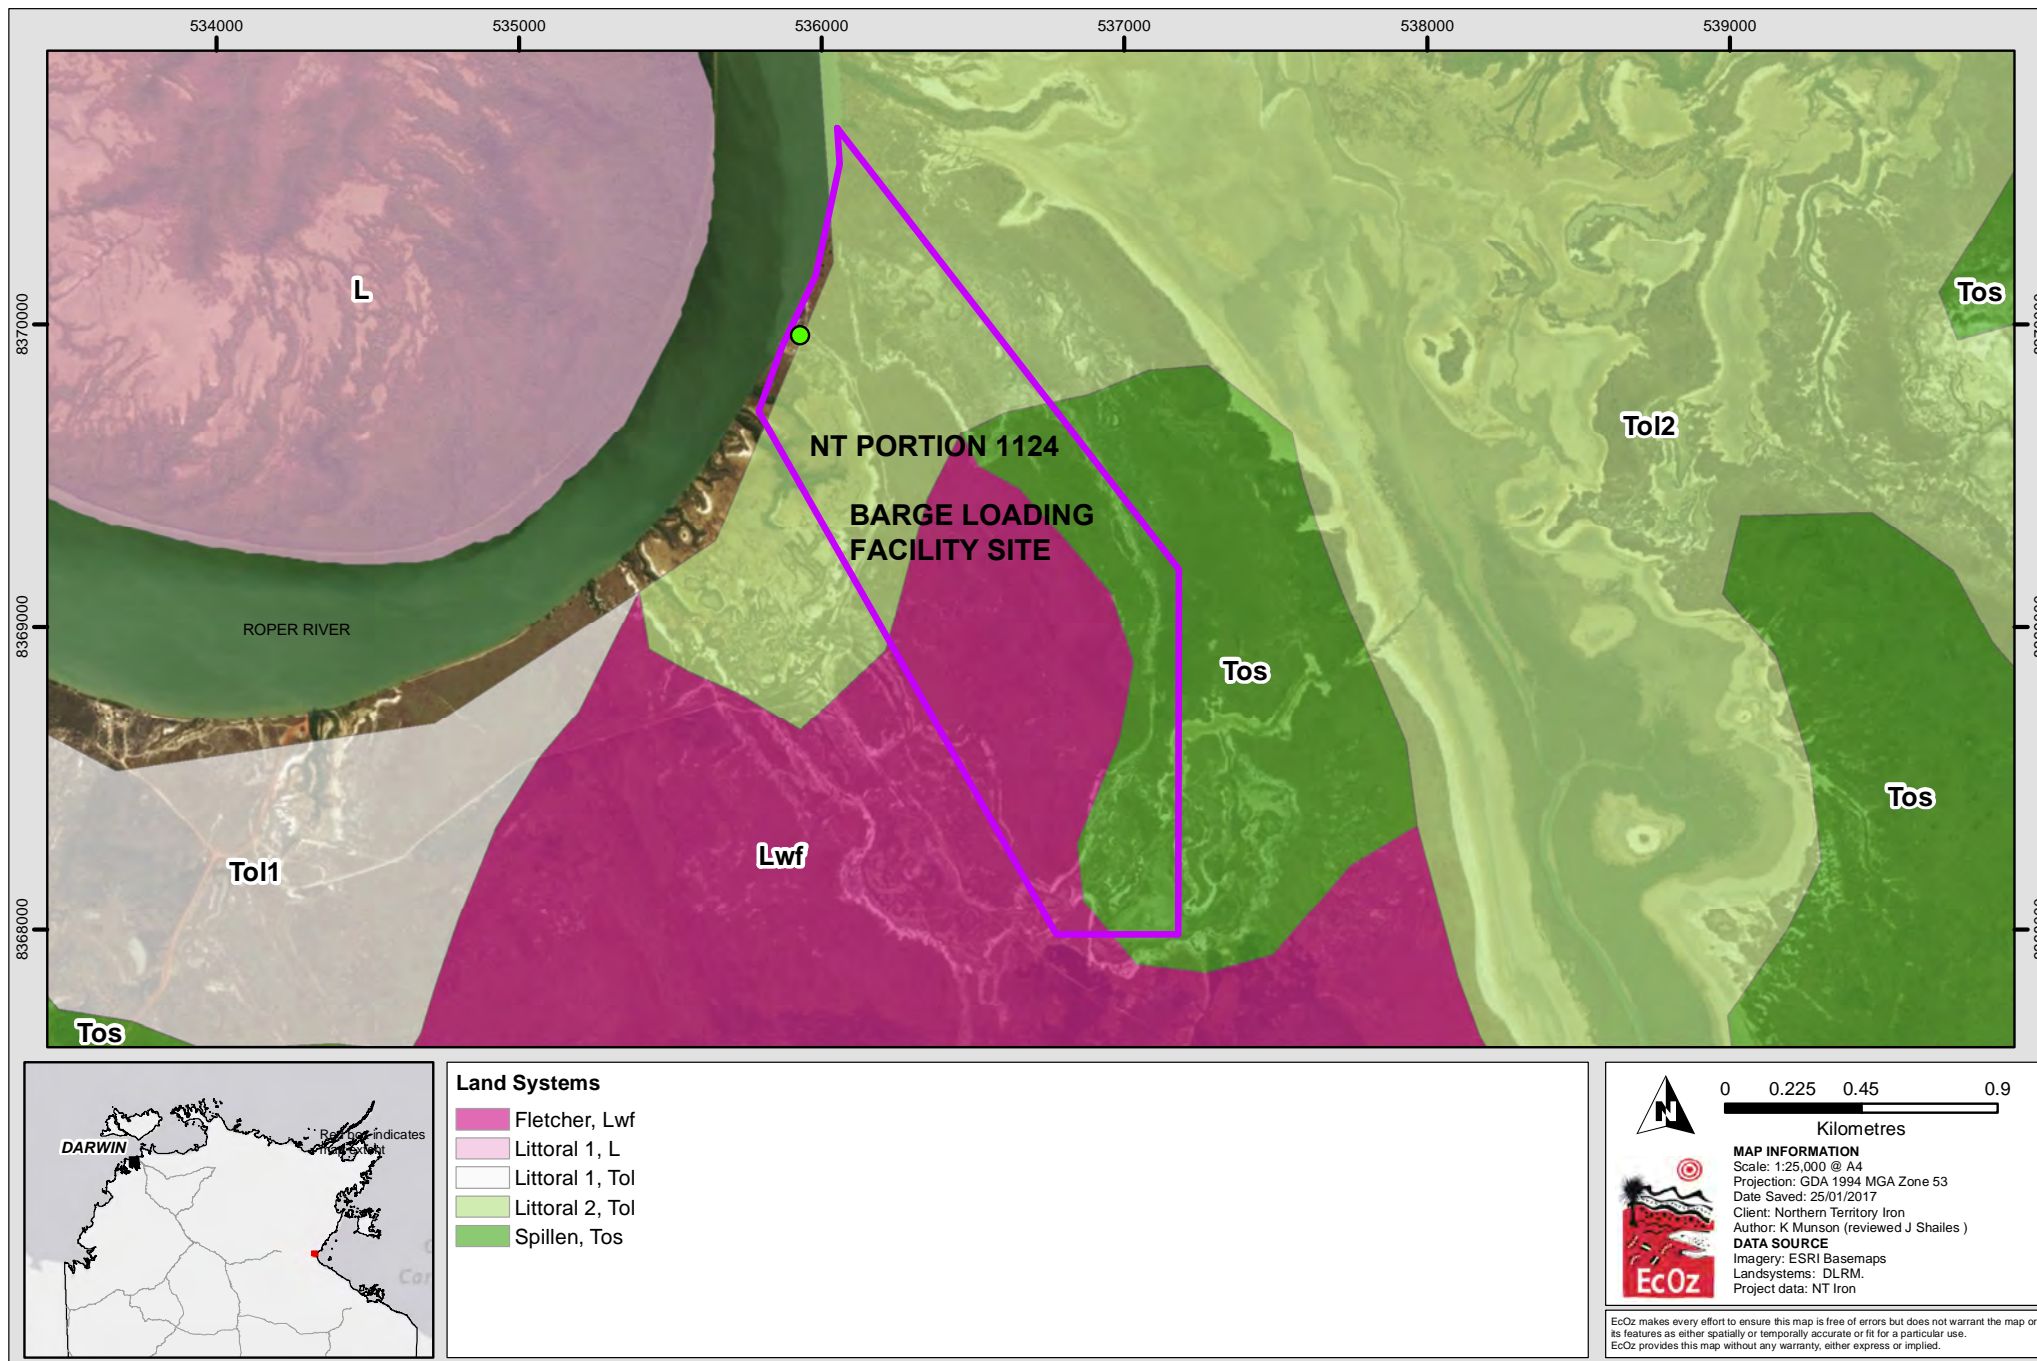 534000 535000 536000 537000 538000 539000
8370000
8369000
8368000
L
Tos
Tol2
NT PORTION 1124
BARGE LOADING
FACILITY SITE
ROPER RIVER
Tos
Tos
Lwf
Tol1
Tos
DARWIN
Land Systems
Fletcher, Lwf
Littoral 1, L
Littoral 1, Tol
Littoral 2, Tol
Spillen, Tos
N
0 0.225 0.45 0.9
Kilometres
MAP INFORMATION
Scale: 1:25,000 @ A4
Projection: GDA 1994 MGA Zone 53
Date Saved: 25/01/2017
Client: Northern Territory Iron
Author: K Munson (reviewed J Shailes )
DATA SOURCE
Imagery: ESRI Basemaps
Landsystems: DLRM.
Project data: NT Iron
EcOz
EcOz makes every effort to ensure this map is free of errors but does not warrant the map or
its features as either spatially or temporally accurate or fit for a particular use.
EcOz provides this map without any warranty, either express or implied.